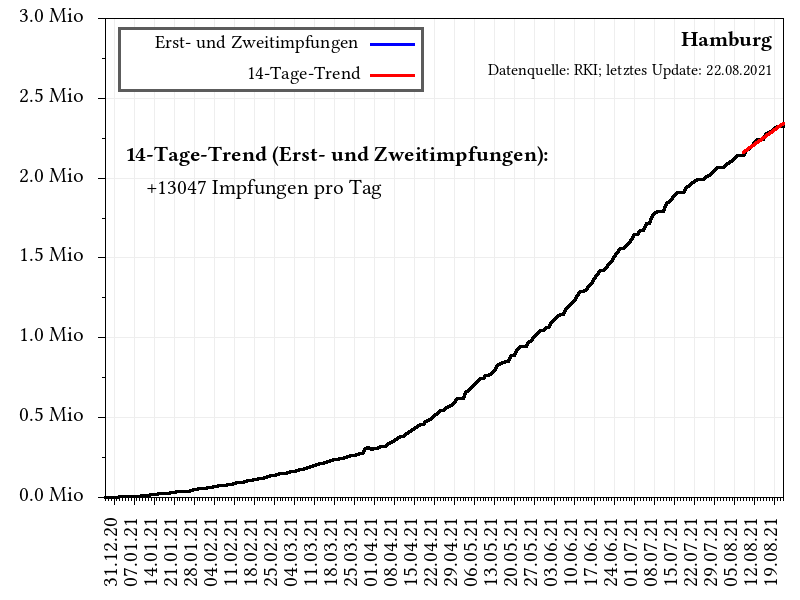 3.0 Mio
2.5 Mio
2.0 Mio
1.5 Mio
1.0 Mio
0.5 Mio
0.0 Mio
Erst- und Zweitimpfungen
14-Tage-Trend
Hamburg
Datenquelle: RKI; letztes Update: 22.08.2021
14-Tage-Trend (Erst- und Zweitimpfungen):
+13047 Impfungen pro Tag
31.12.20
07.01.21
14.01.21
21.01.21
28.01.21
04.02.21
11.02.21
18.02.21
25.02.21
04.03.21
11.03.21
18.03.21
25.03.21
01.04.21
08.04.21
15.04.21
22.04.21
29.04.21
06.05.21
13.05.21
20.05.21
27.05.21
03.06.21
10.06.21
17.06.21
24.06.21
01.07.21
08.07.21
15.07.21
22.07.21
29.07.21
05.08.21
12.08.21
19.08.21